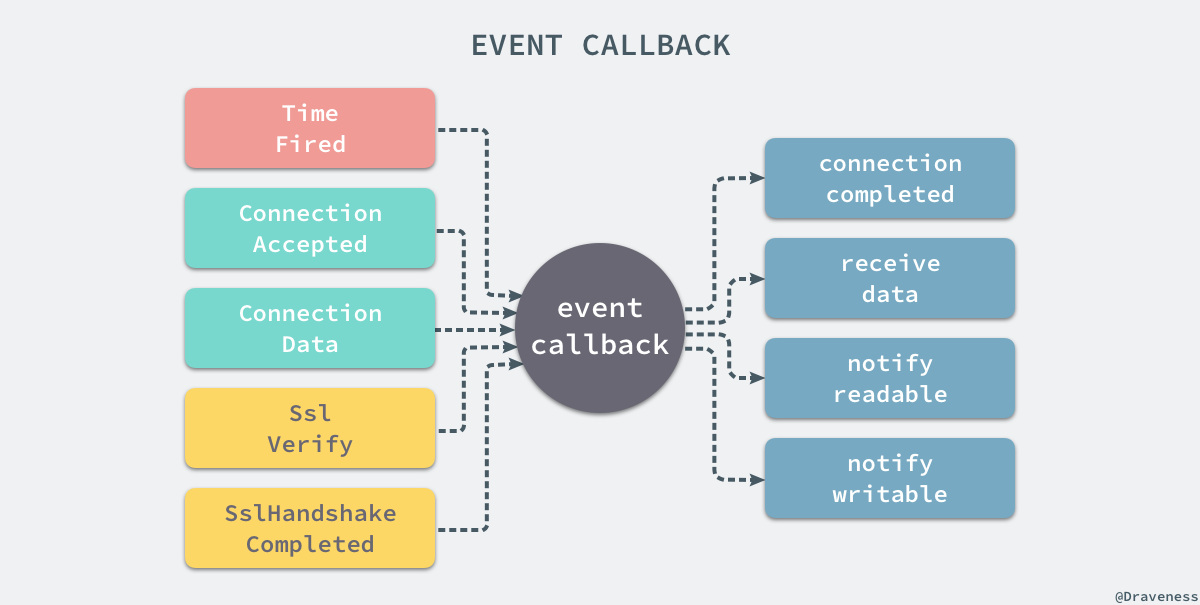 EVENT CALLBACK
Time
Fired
Connection
Accepted
Connection
Data
Ssl
Verify
SslHandshake
Completed
event
callback
connection
completed
receive
data
notify
readable
notify
writable
@Draveness